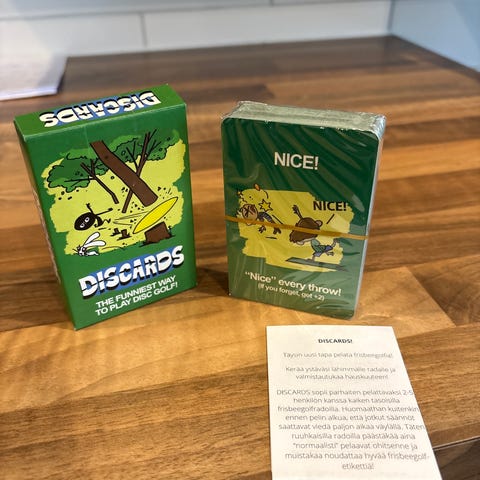 DISCARDS
DISCARDS
THE FUNNIEST WAY
TO PLAY DISC GOLF!
NICE!
NICE!
"Nice" every throw!
(If you forget, get +2)
DISCARDS!
Täysin uusi tapa pelata frisbeegolfia!
Kerää ystäväsi lähimmälle radalle ja
valmistautukaa hauskuuteen!
DISCARDS sopii parhaiten pelattavaksi 2-5
henkilön kanssa kaiken tasoisilla
frisbeegolfradoilla. Huomaathan kuitenkin
ennen pelin alkua, että jotkut säännöt
saattavat viedä paljon aikaa väylällä. Täten
ruuhkaisilla radoilla päästäkää aina
"normaalisti" pelaavat ohitsenne ja
muistakaa noudattaa hyvää frisbeegolf-
etikettiä!